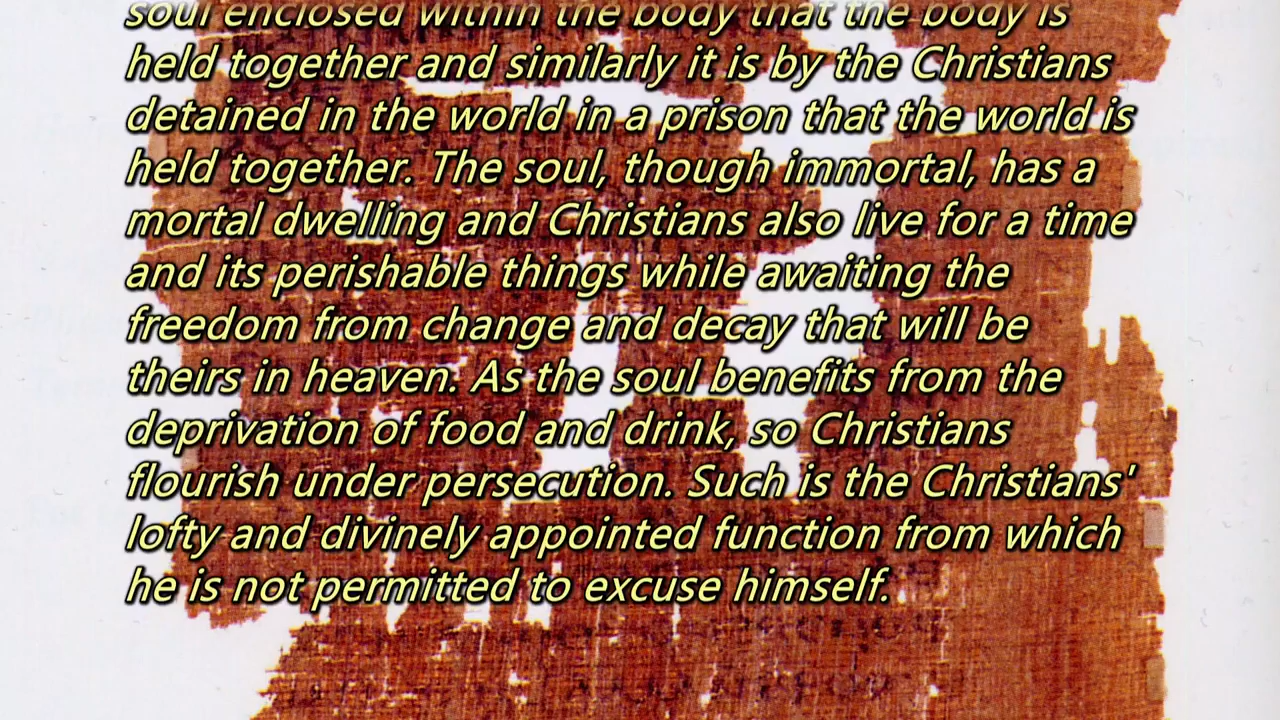 soul enclosed within the body that the body is
held together and similarly it is by the Christians
detained in the world in a prison that the world is
held together. The soul, though immortal, has a
mortal dwelling and Christians also live for a time
and its perishable things while awaiting the
freedom from change and decay that will be
theirs in heaven. As the soul benefits from the
deprivation of food and drink, so Christians
flourish under persecution. Such is the Christians'
lofty and divinely appointed function from which
he is not permitted to excuse himself.